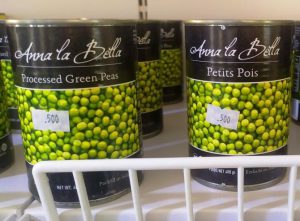 Anna la Bella
Processed Green Peas
.500
Anna la Bella
Petits Pois
.500